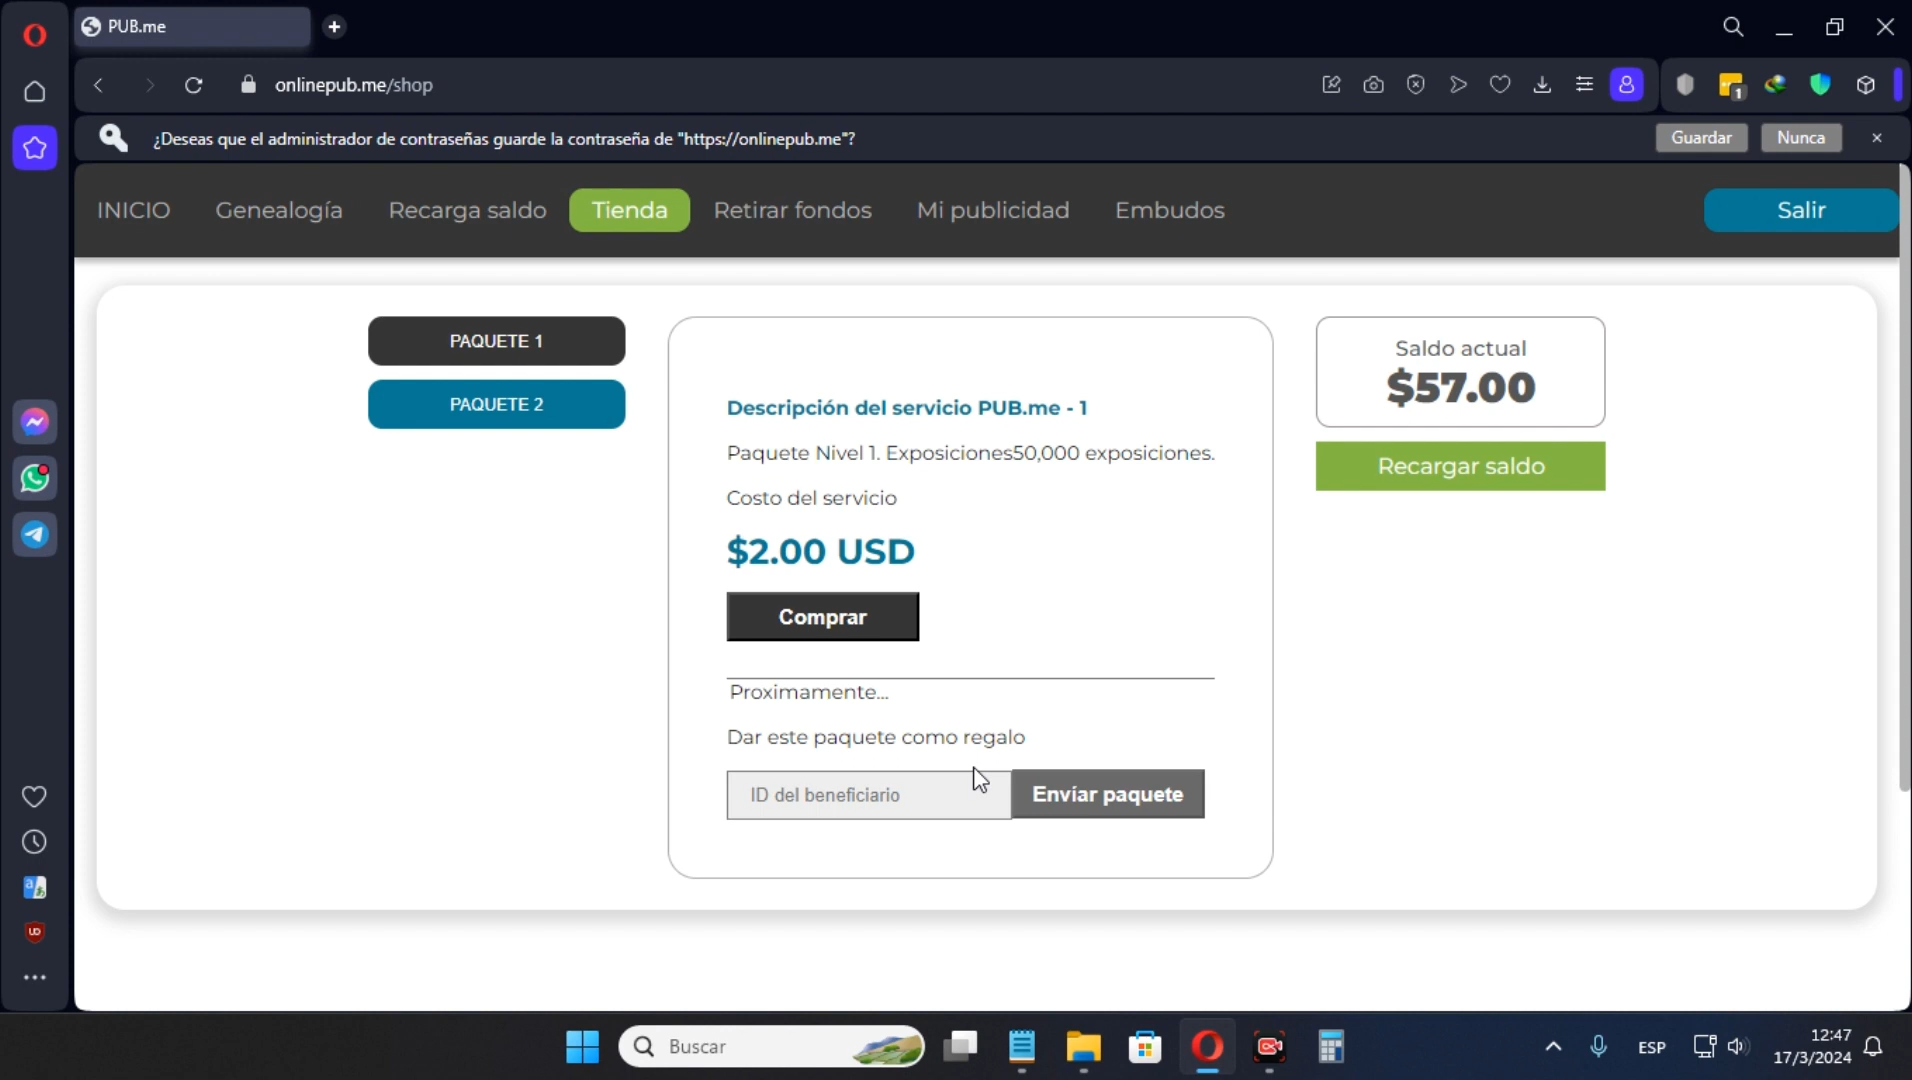 PUB.me
onlinepub.me/shop
1
¿Deseas que el administrador de contraseñas guarde la contraseña de "https://onlinepub.me"?
Guardar
Nunca
INICIO
Genealogía
Recarga saldo
Tienda
Retirar fondos
Mi publicidad
Embudos
Salir
PAQUETE 1
PAQUETE 2
Descripción del servicio PUB.me - 1
Paquete Nivel 1. Exposiciones50,000 exposiciones.
Costo del servicio
$2.00 USD
Comprar
Proximamente...
Dar este paquete como regalo
ID del beneficiario
Envíar paquete
Saldo actual
$57.00
Recargar saldo
Buscar
ESP
12:47
17/3/2024